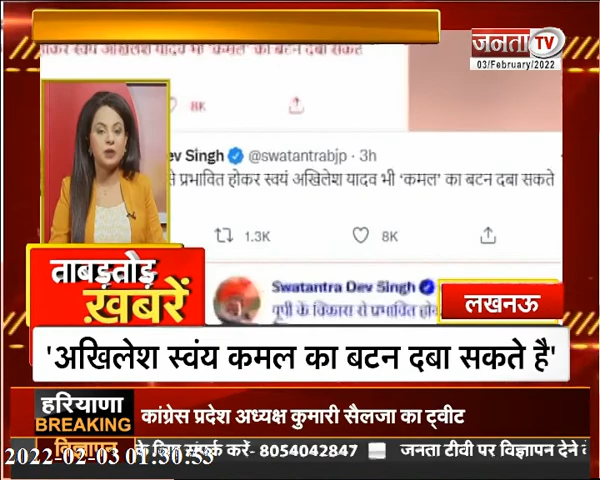 होकर स्वयं अखिलेश यादव भी 'कमल' का बटन दबा सकते
8K
जनता TV
03/February/2022
ev Singh @swatantrabjp · 3h
से प्रभावित होकर स्वयं अखिलेश यादव भी 'कमल' का बटन दबा सकते
1.3K
8K
Swatantra Dev Singh
यूपी के विकास से प्रभावित
ताबड़तोड़
ख़बरें
लखनऊ
'अखिलेश स्वंय कमल का बटन दबा सकते है'
हरियाणा
BREAKING
कांग्रेस प्रदेश अध्यक्ष कुमारी सैलजा का ट्वीट
विज्ञापन
के लिए संपर्क करें- 8054042847
जनता टीवी पर विज्ञापन देने
2022-02-03 01:30:53